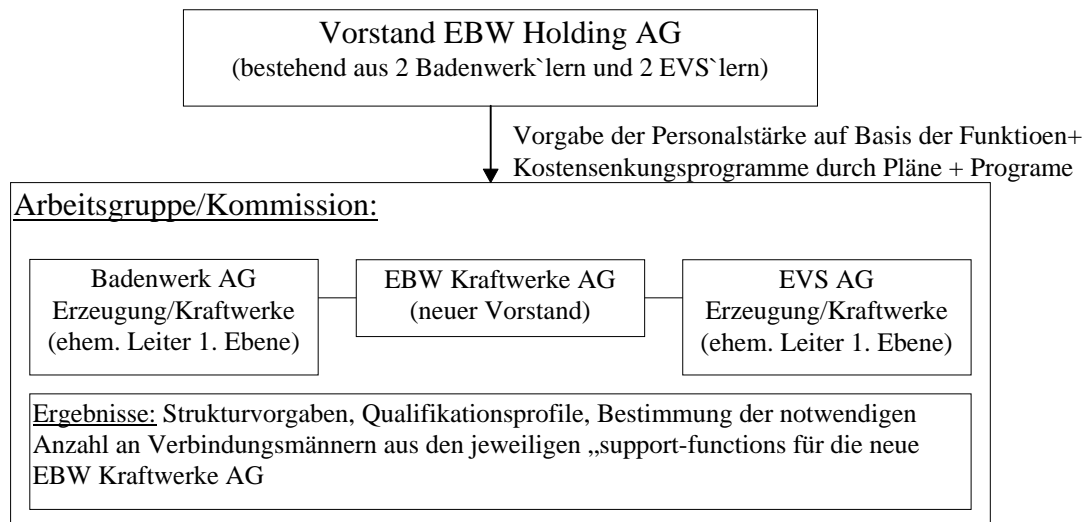 Vorstand EBW Holding AG
(bestehend aus 2 Badenwerk`lern und 2 EVS`lern)
Vorgabe der Personalstärke auf Basis der Funktioen+
Kostensenkungsprogramme durch Pläne + Programe
Arbeitsgruppe/Kommission:
Badenwerk AG
Erzeugung/Kraftwerke
(ehem. Leiter 1. Ebene)
EBW Kraftwerke AG
(neuer Vorstand)
EVS AG
Erzeugung/Kraftwerke
(ehem. Leiter 1. Ebene)
Ergebnisse: Strukturvorgaben, Qualifikationsprofile, Bestimmung der notwendigen
Anzahl an Verbindungsmännern aus den jeweiligen „support-functions für die neue
EBW Kraftwerke AG